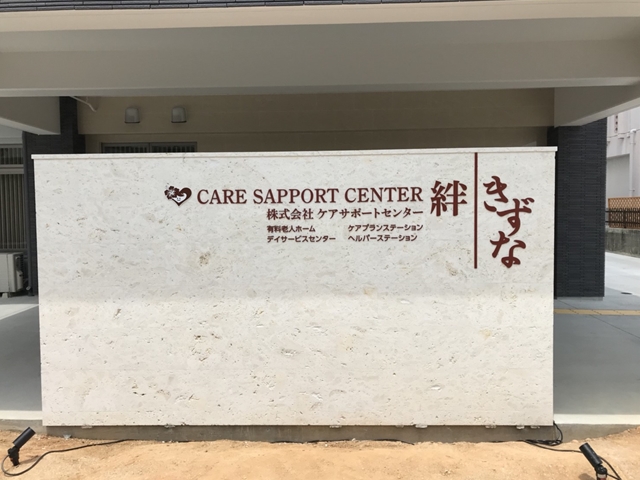 CARE SAPPORT CENTER
株式会社 ケアサポートセンター
絆
きずな
有料老人ホーム ケアプランステーション
デイサービスセンター ヘルパーステーション